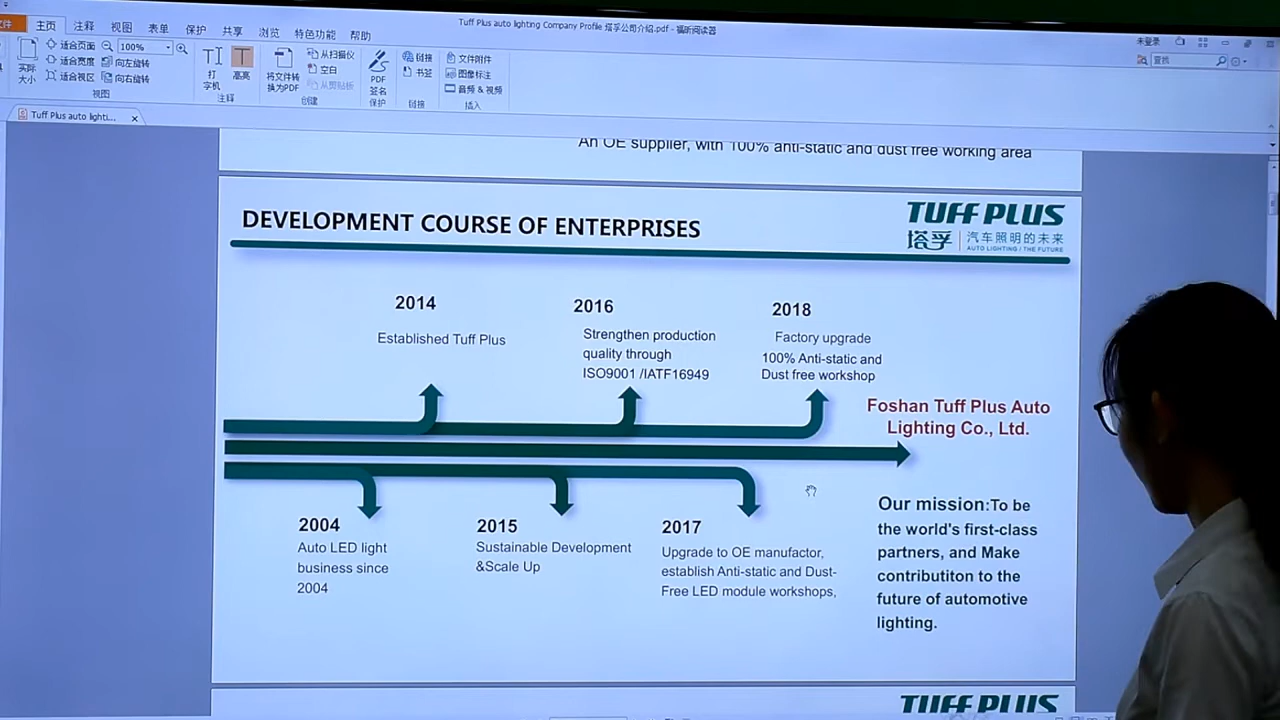 Tuff Plus auto lighting Company Profile 塔孚公司介绍.pdf - 福昕阅读器
文件 主页 注释 视图 表单 保护 共享 浏览 特色功能 帮助
未登录
实际大小
适合页面
适合宽度
适合视区
100%
向左旋转
向右旋转
视图
打字机
高亮
注释
将文件转换为PDF
从扫描仪
空白
从剪贴板
创建
PDF签名
保护
链接
书签
链接
文件附件
图像标注
音频 & 视频
插入
查找
Tuff Plus auto lighti...
An OE supplier, with 100% anti-static and dust free working area
DEVELOPMENT COURSE OF ENTERPRISES
TUFF PLUS
塔孚 汽车照明的未来
AUTO LIGHTING / THE FUTURE
2014
Established Tuff Plus
2016
Strengthen production
quality through
ISO9001 /IATF16949
2018
Factory upgrade
100% Anti-static and
Dust free workshop
Foshan Tuff Plus Auto
Lighting Co., Ltd.
2004
Auto LED light
business since
2004
2015
Sustainable Development
&Scale Up
2017
Upgrade to OE manufactor,
establish Anti-static and Dust-
Free LED module workshops,
Our mission:To be
the world's first-class
partners, and Make
contributiton to the
future of automotive
lighting.
TUFF PLUS